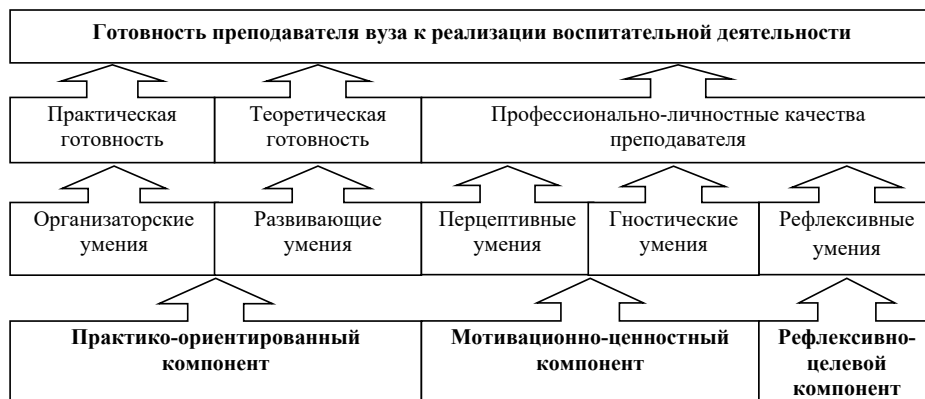 Готовность преподавателя вуза к реализации воспитательной деятельности
Практическая
готовность
Теоретическая
готовность
Профессионально-личностные качества
преподавателя
Организаторские
умения
Развивающие
умения
Перцептивные
умения
Гностические
умения
Рефлексивные
умения
Практико-ориентированный
компонент
Мотивационно-ценностный
компонент
Рефлексивно-
целевой
компонент